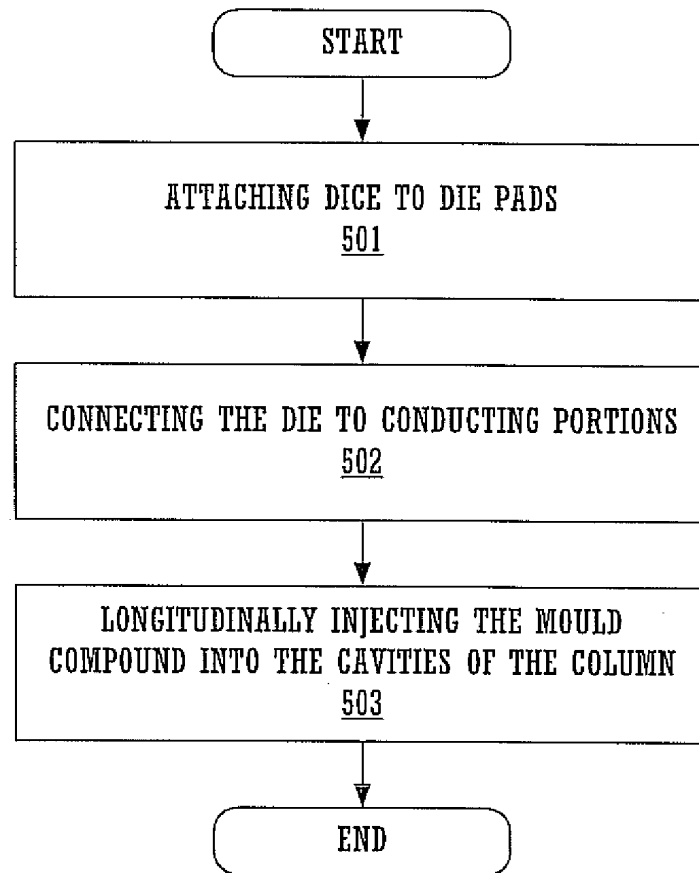 START
ATTACHING DICE TO DIE PADS
501
CONNECTING THE DIE TO CONDUCTING PORTIONS
502
LONGITUDINALLY INJECTING THE MOULD
COMPOUND INTO THE CAVITIES OF THE COLUMN
503
END